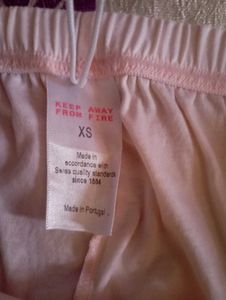 KEEP AWAY
FROM FIRE
XS
Made in
accordance with
Swiss quality standards
since 1884
Made in Portugal